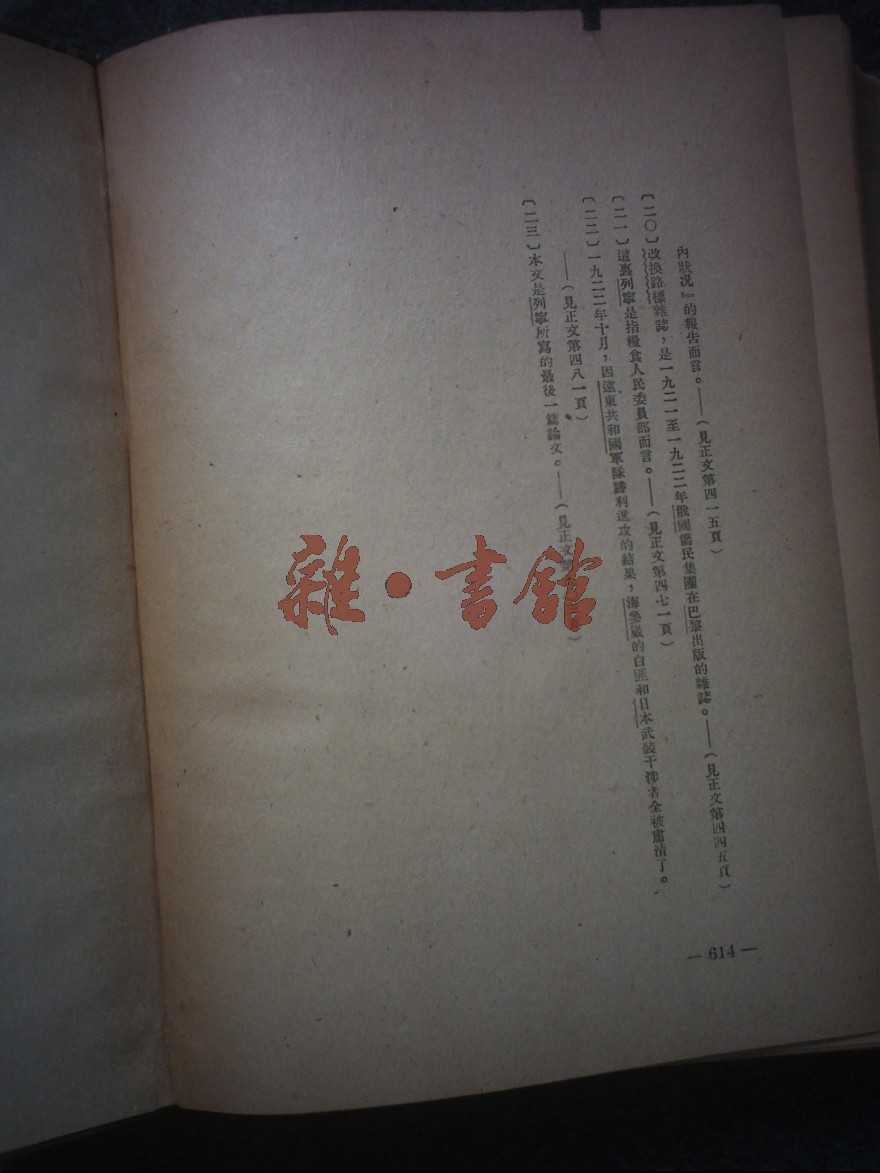 內狀況』的報告而言。——(見正文第四一五頁)
〔二〇〕改換路標雜誌，是一九二一至一九二二年俄國僑民集團在巴黎出版的雜誌。——(見正文第四四五頁)
〔二一〕這裏列寧是指糧食人民委員部而言。——(見正文第四七一頁)
〔二二〕一九二二年十月，因遠東共和國軍隊勝利進攻的結果，海參崴的白匪和日本武裝干涉者全被肅清了。
——(見正文第四八一頁)
〔二三〕本文是列寧所寫的最後一篇論文。——(見正文
— 614 —
雜·書館